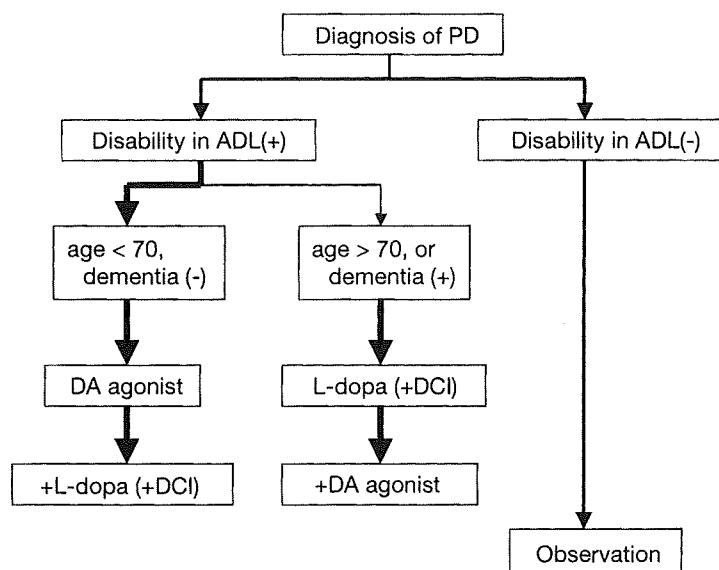 Diagnosis of PD
Disability in ADL(+)
Disability in ADL(-)
age < 70,
dementia (-)
age > 70, or
dementia (+)
DA agonist
L-dopa (+DCI)
+L-dopa (+DCI)
+DA agonist
Observation